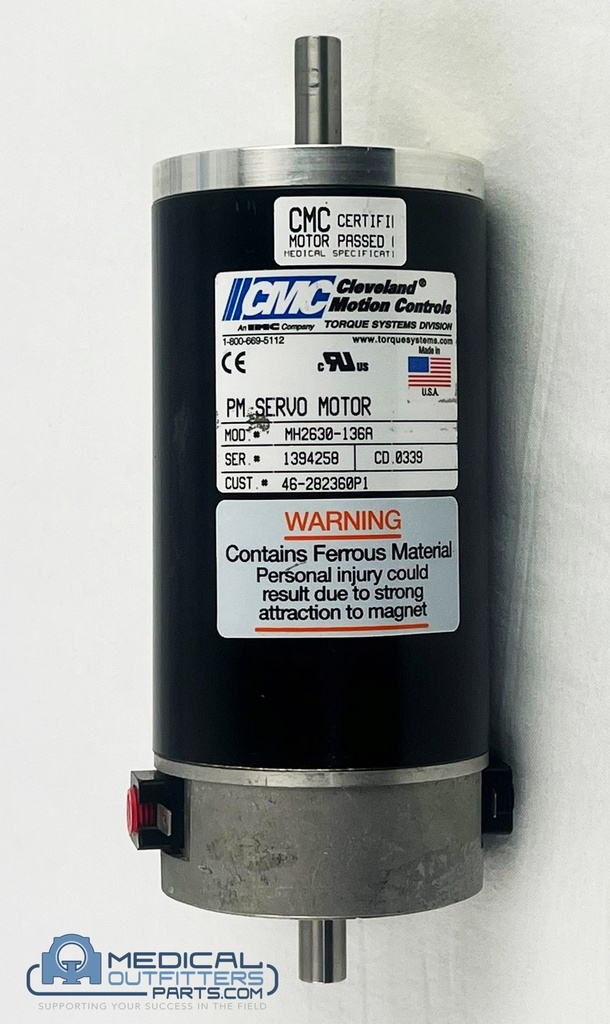 CMC CERTIFI
MOTOR PASSED
MEDICAL SPECIFICATI
CMC Cleveland® Motion Controls
An IMC Company TORQUE SYSTEMS DIVISION
1-800-669-5112 www.torquesystems.com
CE c RU US Made in
U.S.A.
PM SERVO MOTOR
MOD.# MH2630-136A
SER.# 1394258 CD.0339
CUST.# 46-282360P1
WARNING
Contains Ferrous Material
Personal injury could
result due to strong
attraction to magnet
MEDICAL
OUTFITTERS
PARTS.COM
SUPPORTING YOUR SUCCESS IN THE FIELD